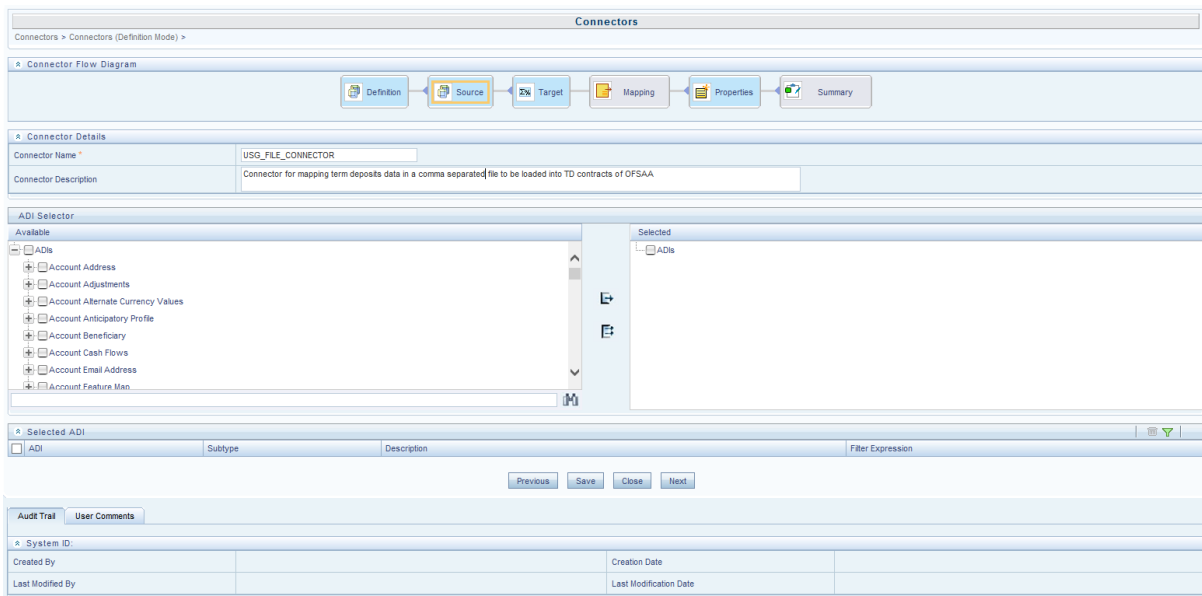 Connectors
Connectors > Connectors (Definition Mode) >
Connector Flow Diagram
Definition Source Target Mapping Properties Summary
Connector Details
Connector Name *
USG_FILE_CONNECTOR
Connector Description
Connector for mapping term deposits data in a comma separated file to be loaded into TD contracts of OFSAA
ADI Selector
Available
ADIs
Account Address
Account Adjustments
Account Alternate Currency Values
Account Anticipatory Profile
Account Beneficiary
Account Cash Flows
Account Email Address
Account Feature Map
Selected
ADIs
Selected ADI
ADI Subtype Description Filter Expression
Previous Save Close Next
Audit Trail User Comments
System ID:
Created By Creation Date
Last Modified By Last Modification Date